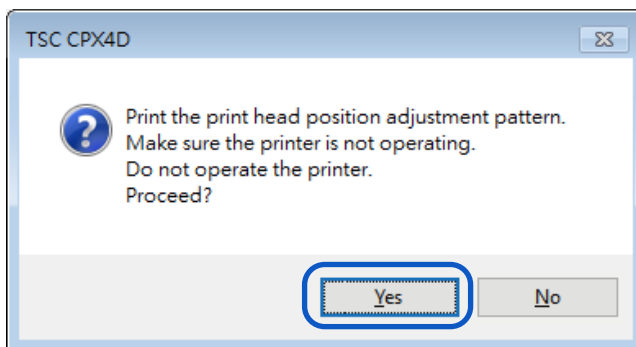 TSC CPX4D
Print the print head position adjustment pattern.
Make sure the printer is not operating.
Do not operate the printer.
Proceed?
Yes
No